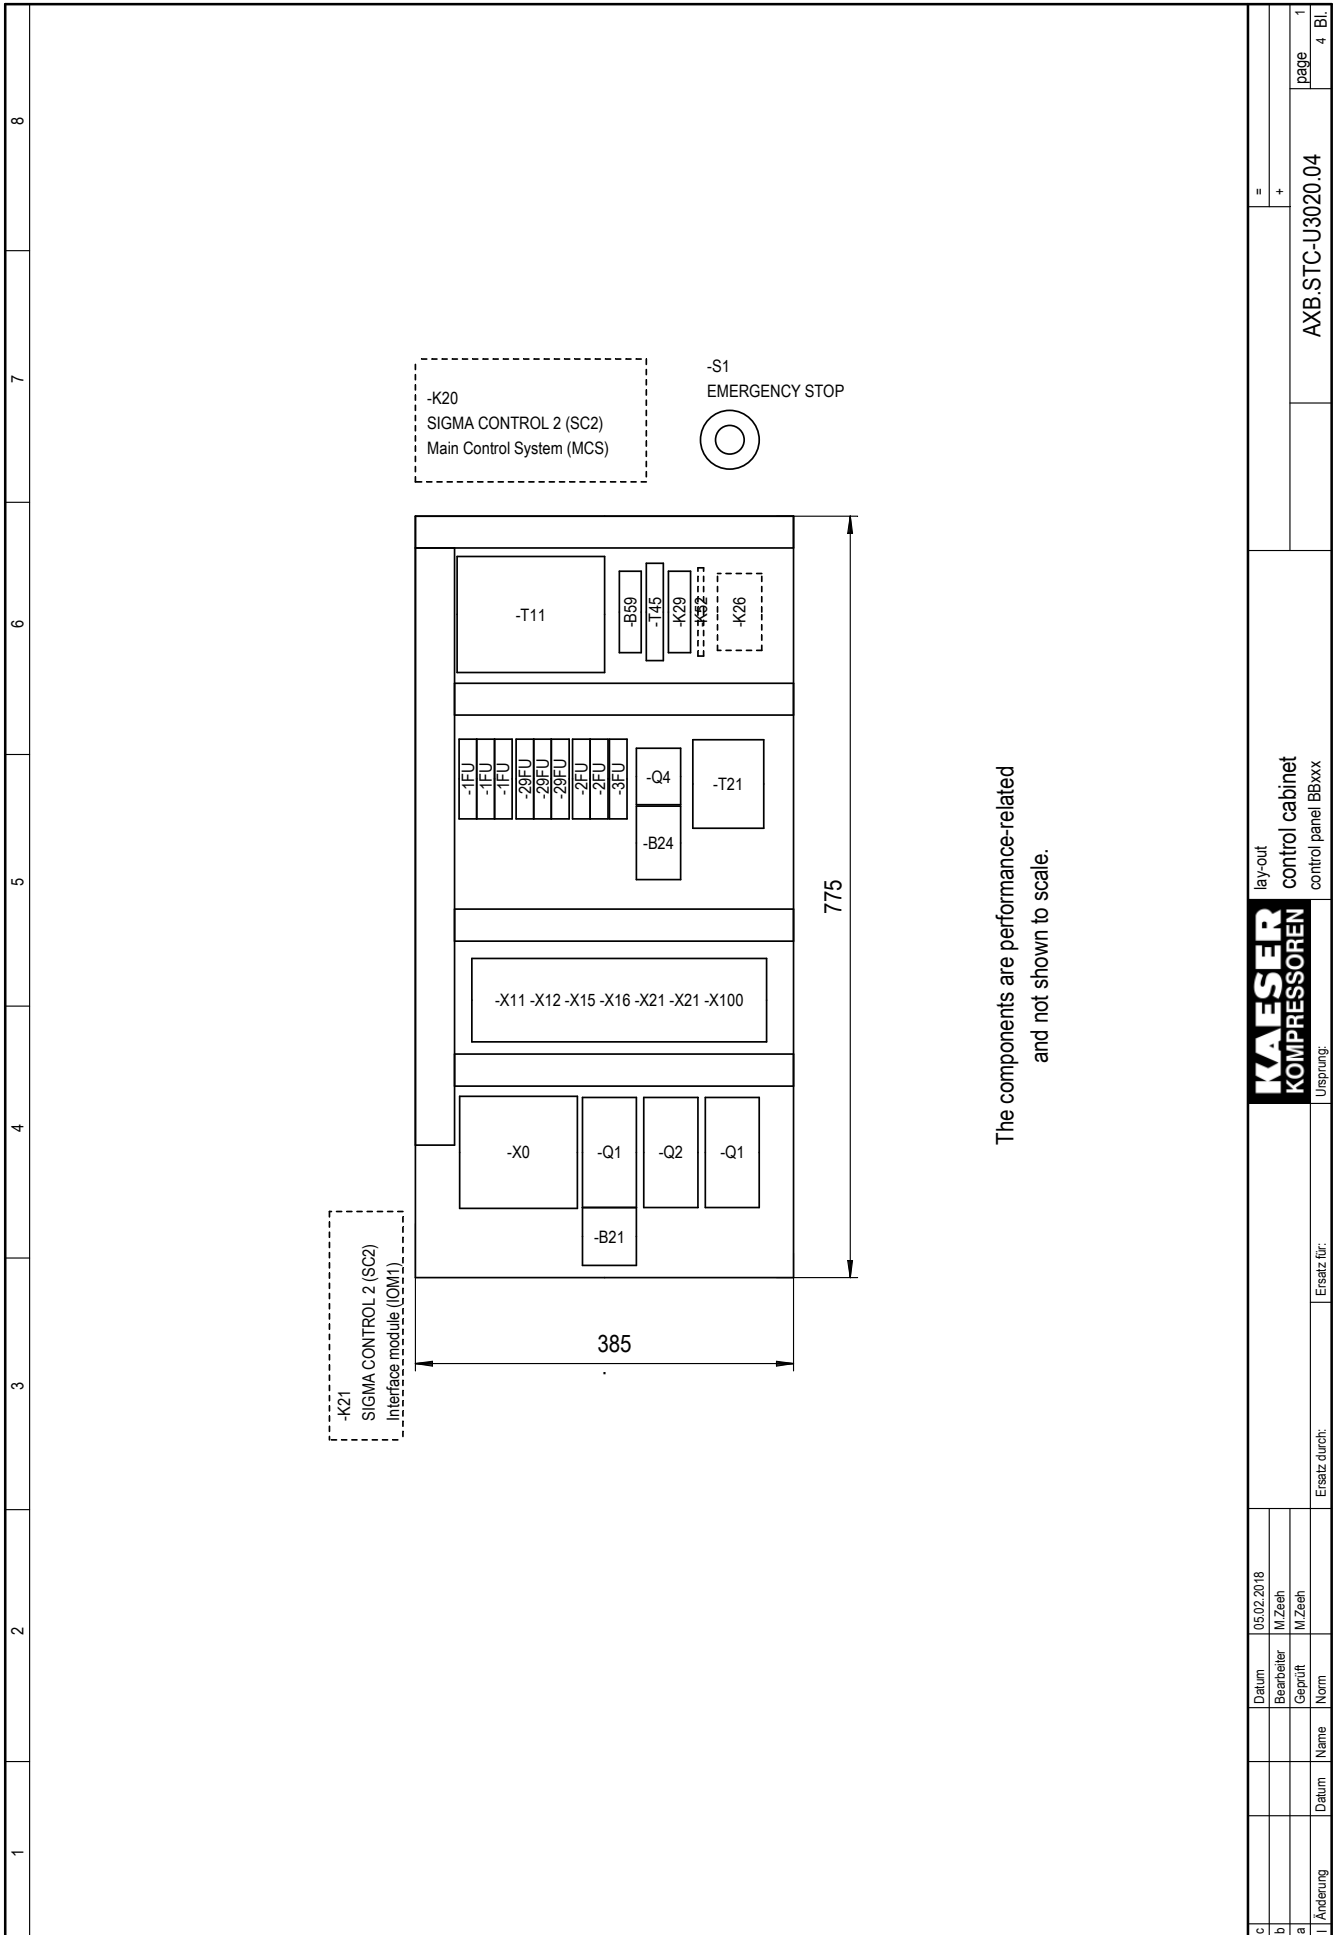 1
2
3
4
5
6
7
8
-K20
SIGMA CONTROL 2 (SC2)
Main Control System (MCS)
-S1
EMERGENCY STOP
-T11
-B59
-T45
-K29
-K52
-K26
-1FU
-1FU
-1FU
-29FU
-29FU
-29FU
-2FU
-2FU
-3FU
-Q4
-B24
-T21
775
-X11 -X12 -X15 -X16 -X21 -X21 -X100
-X0
-Q1
-Q2
-Q1
-B21
385
-K21
SIGMA CONTROL 2 (SC2)
Interface module (IOM1)
The components are performance-related
and not shown to scale.
c
b
a
Änderung
Datum
Name
Datum
05.02.2018
Bearbeiter
M.Zeeh
Geprüft
M.Zeeh
Norm
Ersatz durch:
Ersatz für:
Ursprung:
KAESER
KOMPRESSOREN
lay-out
control cabinet
control panel BBxxx
=
+
AXB.STC-U3020.04
page
1
4 Bl.